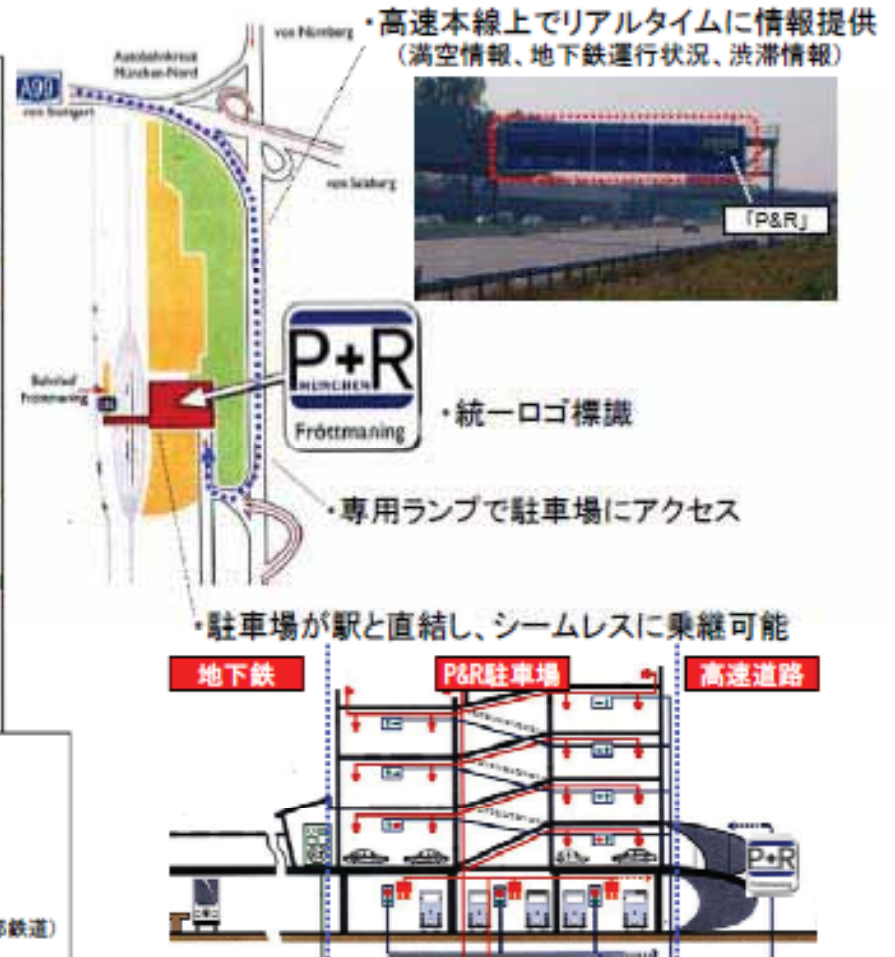 ・高速本線上でリアルタイムに情報提供
(満空情報、地下鉄運行状況、渋滞情報)
von Nürnberg
Autobahnkreuz
München-Nord
A99
von Stuttgart
von Salzburg
「P&R」
P+R
MÜNCHEN
Fröttmaning
Bahnhof
Fröttmaning
・統一ロゴ標識
・専用ランプで駐車場にアクセス
・駐車場が駅と直結し、シームレスに乗継可能
地下鉄
P&R駐車場
高速道路
P+R
Fröttmaning
鉄道)